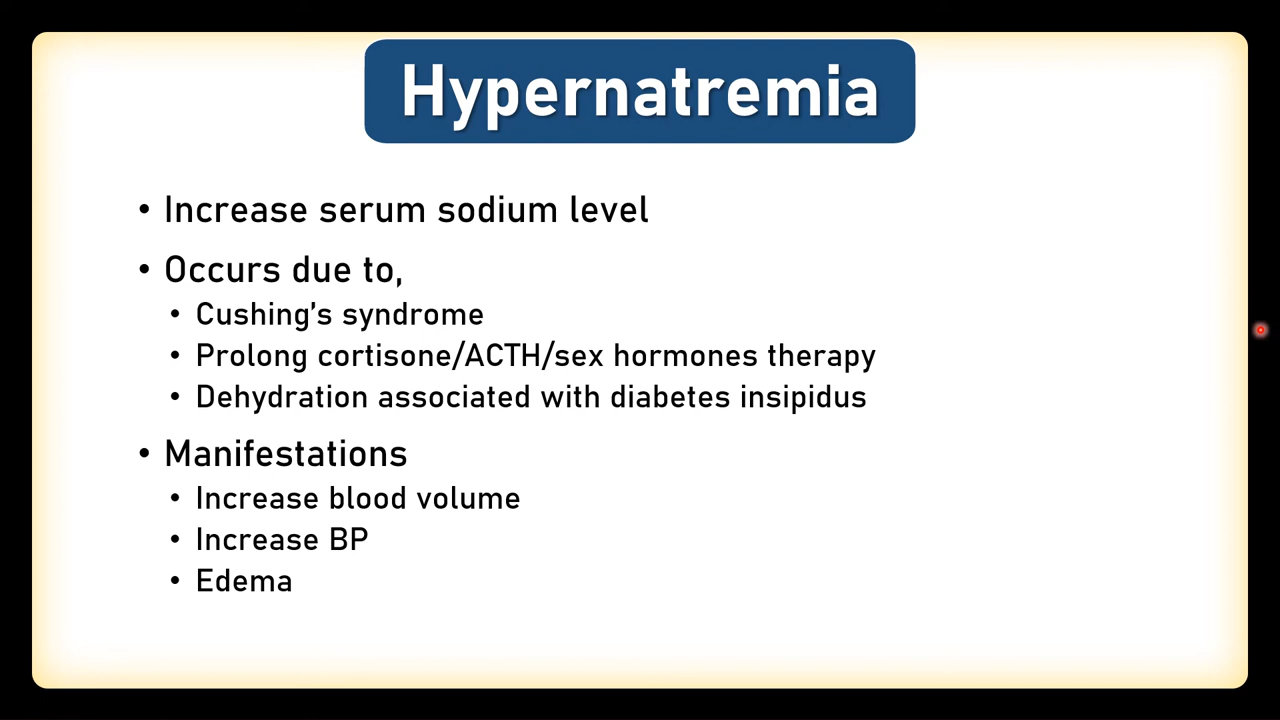 Hypernatremia
• Increase serum sodium level
• Occurs due to,
• Cushing’s syndrome
• Prolong cortisone/ACTH/sex hormones therapy
• Dehydration associated with diabetes insipidus
• Manifestations
• Increase blood volume
• Increase BP
• Edema